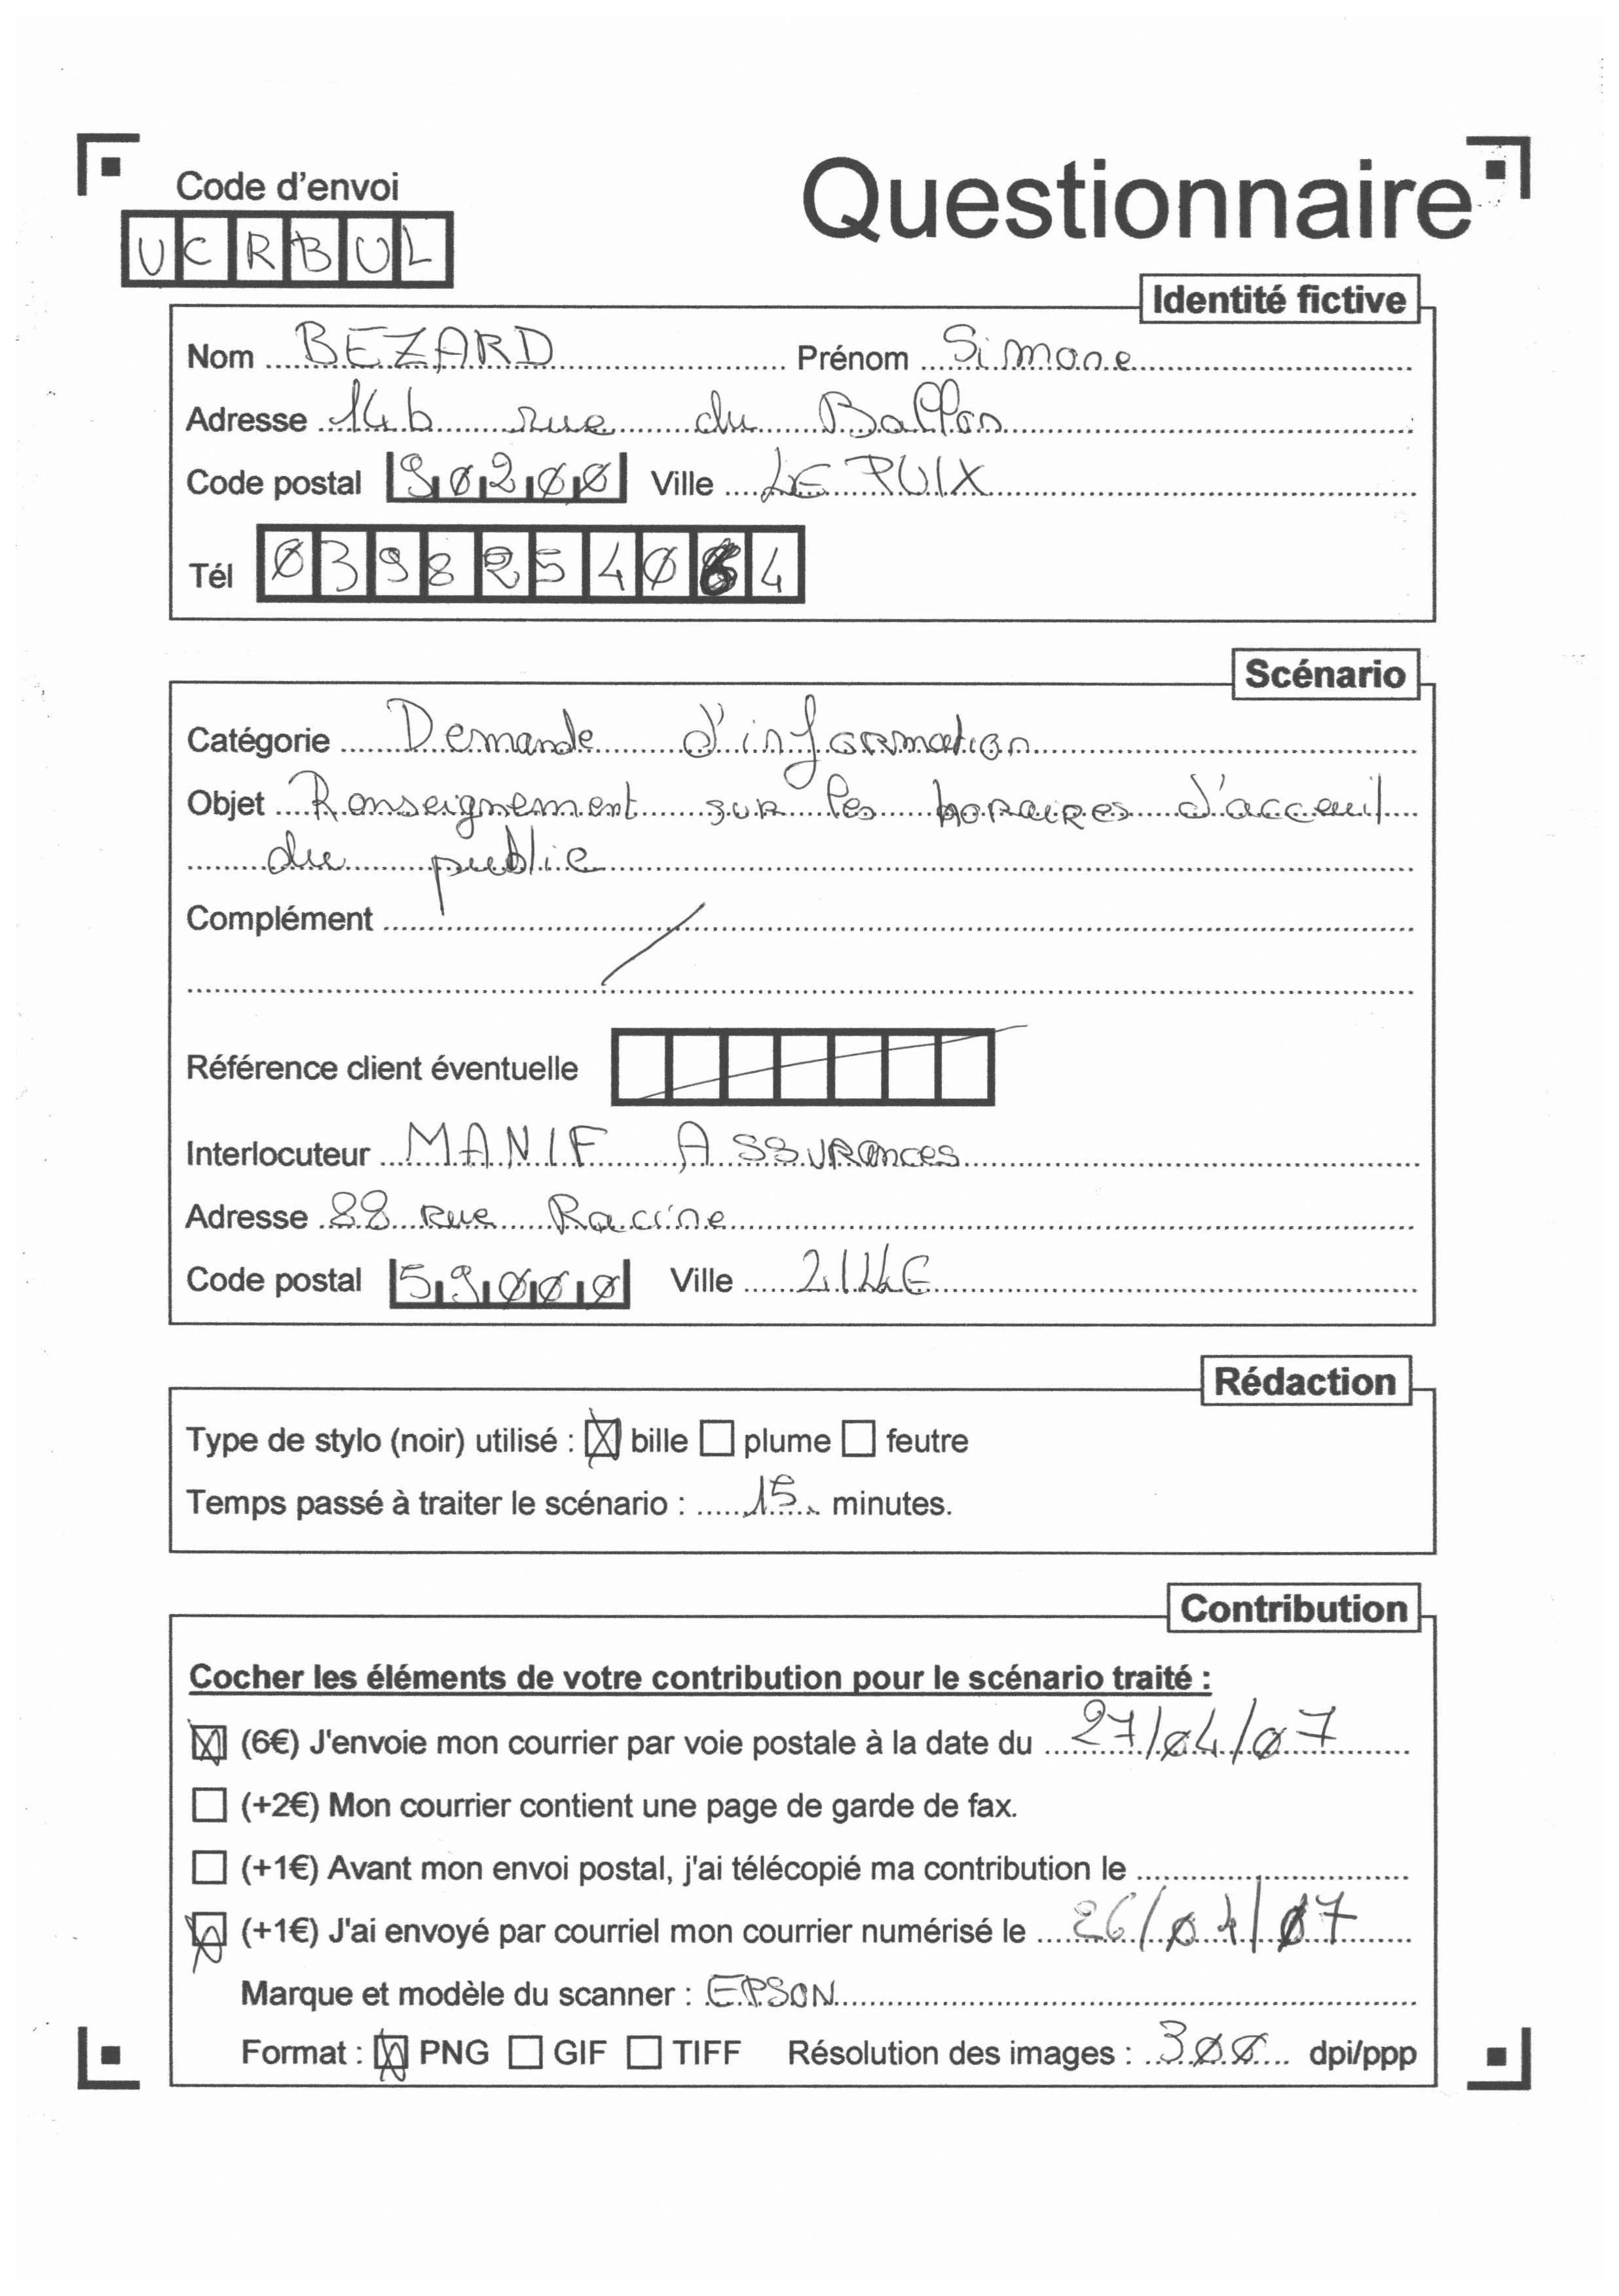 Code d'envoi
Questionnaire
UCRBUL
Identité fictive
Nom BEZARD Prénom Simone
Adresse 14b rue du Ballon
Code postal 90200 Ville LE PUIX
Tél 03982540 4
Scénario
Catégorie Demande d'information
Objet Renseignement sur les horaires d'acceuil
du public
Complément /
Référence client éventuelle
Interlocuteur MANIF ASSURances
Adresse 28 rue Racine
Code postal 59000 Ville LILLE
Rédaction
Type de stylo (noir) utilisé : ☒ bille ☐ plume ☐ feutre
Temps passé à traiter le scénario : 15 minutes.
Contribution
Cocher les éléments de votre contribution pour le scénario traité :
☒ (6€) J'envoie mon courrier par voie postale à la date du 27/04/07
☐ (+2€) Mon courrier contient une page de garde de fax.
☐ (+1€) Avant mon envoi postal, j'ai télécopié ma contribution le
☒ (+1€) J'ai envoyé par courriel mon courrier numérisé le 26/04/07
Marque et modèle du scanner : EPSON
Format : ☒ PNG ☐ GIF ☐ TIFF Résolution des images : 300 dpi/ppp